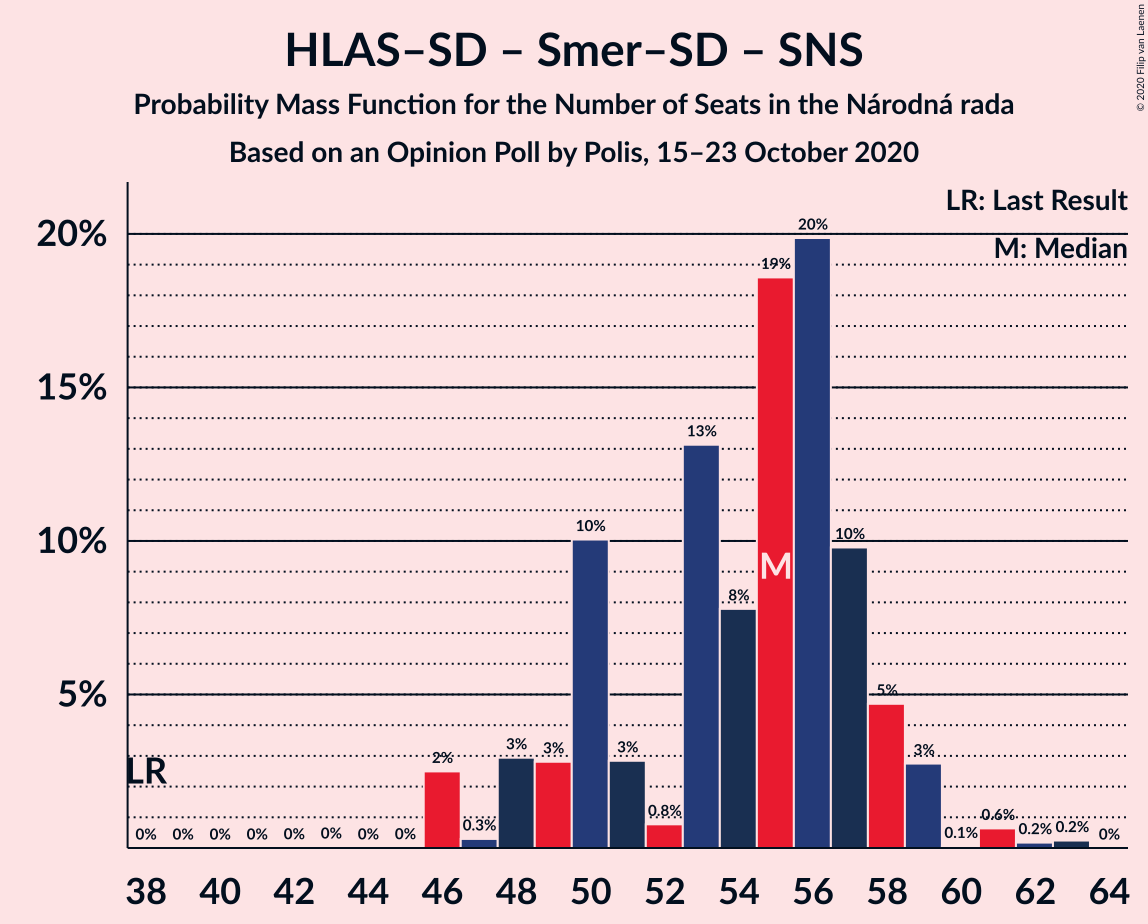 HLAS–SD – Smer–SD – SNS
Probability Mass Function for the Number of Seats in the Národná rada
Based on an Opinion Poll by Polis, 15–23 October 2020
© 2020 Filip van Laenen
LR: Last Result
M: Median
20%
15%
10%
5%
LR
M
0% 0% 0% 0% 0% 0% 0% 0% 2% 0.3% 3% 3% 10% 3% 0.8% 13% 8% 19% 20% 10% 5% 3% 0.1% 0.6% 0.2% 0.2% 0%
38 40 42 44 46 48 50 52 54 56 58 60 62 64